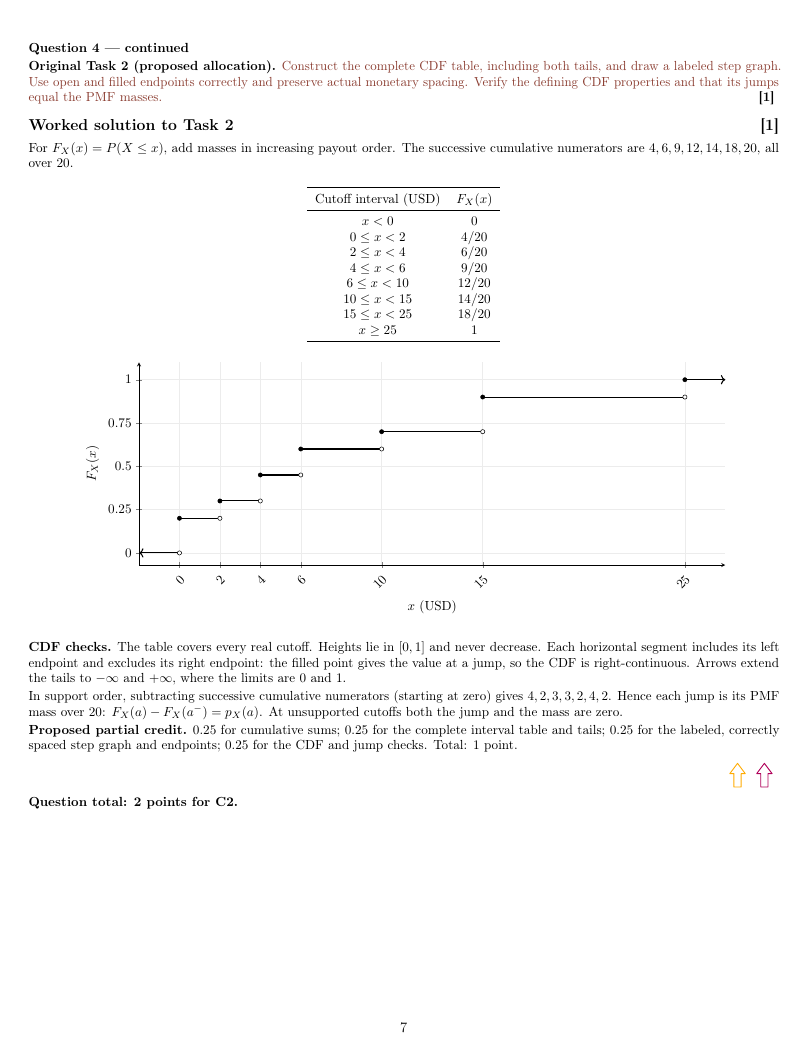 Question 4 — continued
Original Task 2 (proposed allocation). Construct the complete CDF table, including both tails, and draw a labeled step graph.
Use open and filled endpoints correctly and preserve actual monetary spacing. Verify the defining CDF properties and that its jumps
equal the PMF masses. [1]
Worked solution to Task 2 [1]
For F_X(x) = P(X ≤ x), add masses in increasing payout order. The successive cumulative numerators are 4, 6, 9, 12, 14, 18, 20, all
over 20.
Cutoff interval (USD) F_X(x)
x < 0 0
0 ≤ x < 2 4/20
2 ≤ x < 4 6/20
4 ≤ x < 6 9/20
6 ≤ x < 10 12/20
10 ≤ x < 15 14/20
15 ≤ x < 25 18/20
x ≥ 25 1
1
0.75
0.5
0.25
0
F_X(x)
0 2 4 6 10 15 25
x (USD)
CDF checks. The table covers every real cutoff. Heights lie in [0, 1] and never decrease. Each horizontal segment includes its left
endpoint and excludes its right endpoint: the filled point gives the value at a jump, so the CDF is right-continuous. Arrows extend
the tails to −∞ and +∞, where the limits are 0 and 1.
In support order, subtracting successive cumulative numerators (starting at zero) gives 4, 2, 3, 3, 2, 4, 2. Hence each jump is its PMF
mass over 20: F_X(a) − F_X(a⁻) = p_X(a). At unsupported cutoffs both the jump and the mass are zero.
Proposed partial credit. 0.25 for cumulative sums; 0.25 for the complete interval table and tails; 0.25 for the labeled, correctly
spaced step graph and endpoints; 0.25 for the CDF and jump checks. Total: 1 point.
Question total: 2 points for C2.
7